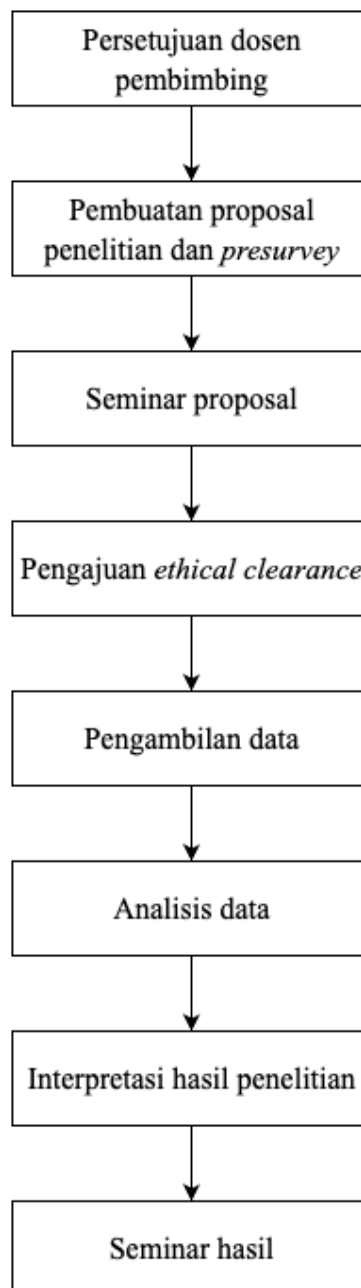 Persetujuan dosen
pembimbing
Pembuatan proposal
penelitian dan presurvey
Seminar proposal
Pengajuan ethical clearance
Pengambilan data
Analisis data
Interpretasi hasil penelitian
Seminar hasil